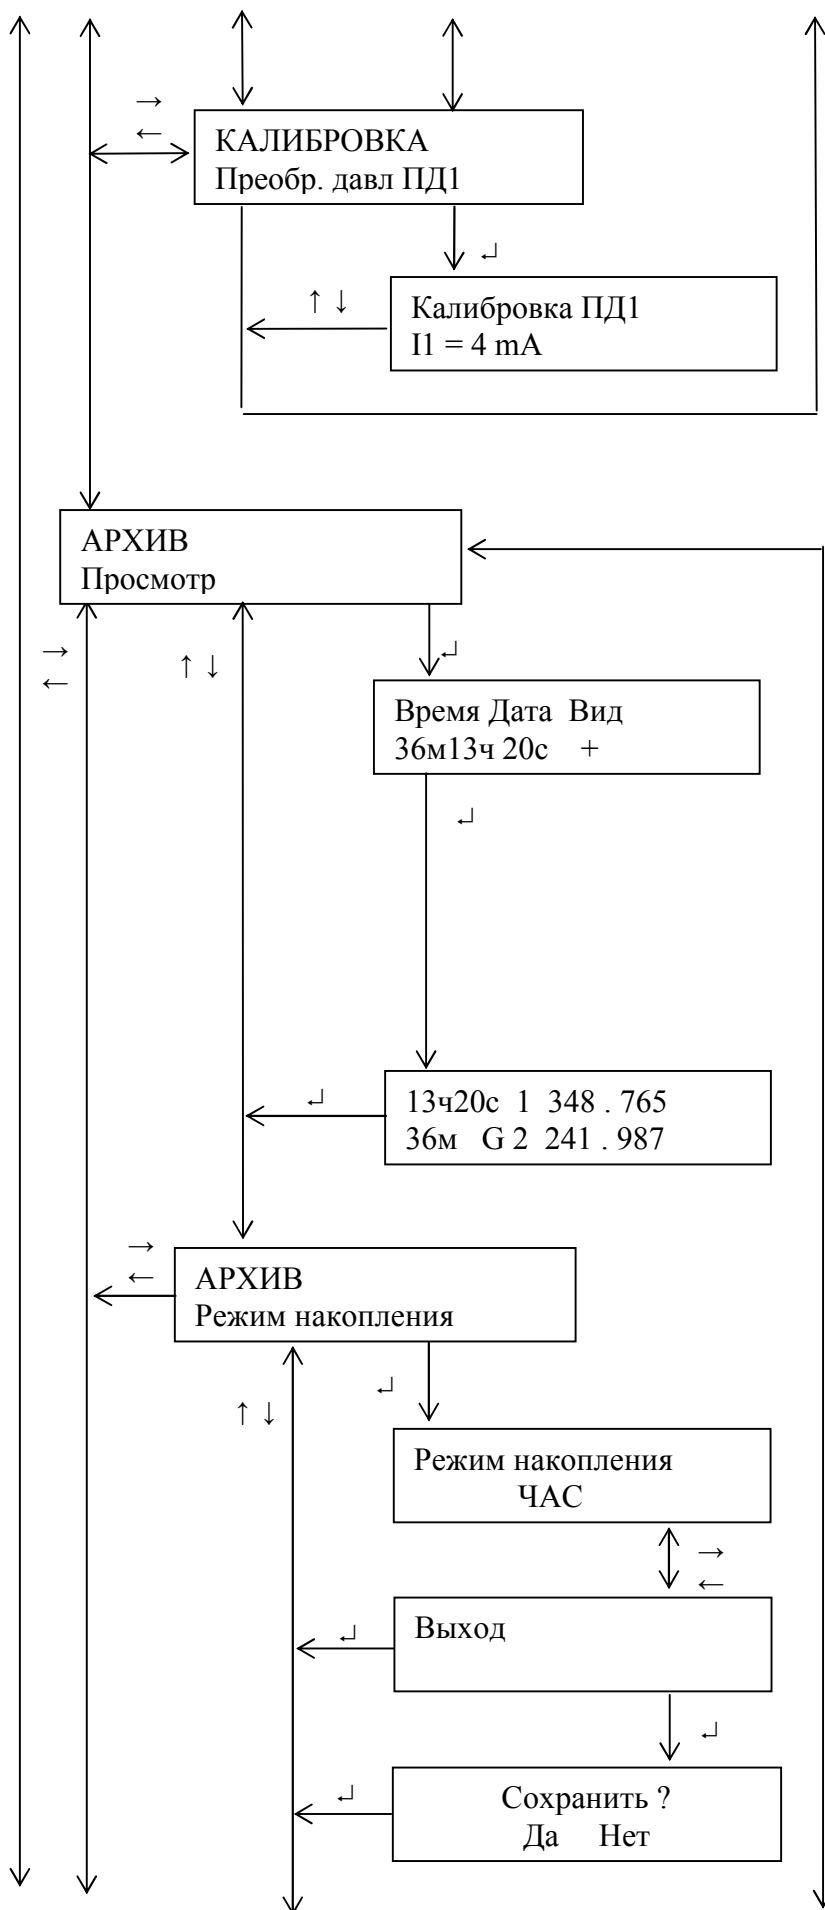 →
←
КАЛИБРОВКА
Преобр. давл ПД1
↵
↑ ↓
Калибровка ПД1
I1 = 4 mA
АРХИВ
Просмотр
→
←
↑ ↓
↵
Время Дата Вид
36м13ч 20с +
↵
↵
13ч20с 1 348 . 765
36м G 2 241 . 987
→
←
АРХИВ
Режим накопления
↵
↑ ↓
Режим накопления
ЧАС
→
←
Выход
↵
↵
Сохранить ?
Да Нет
↵